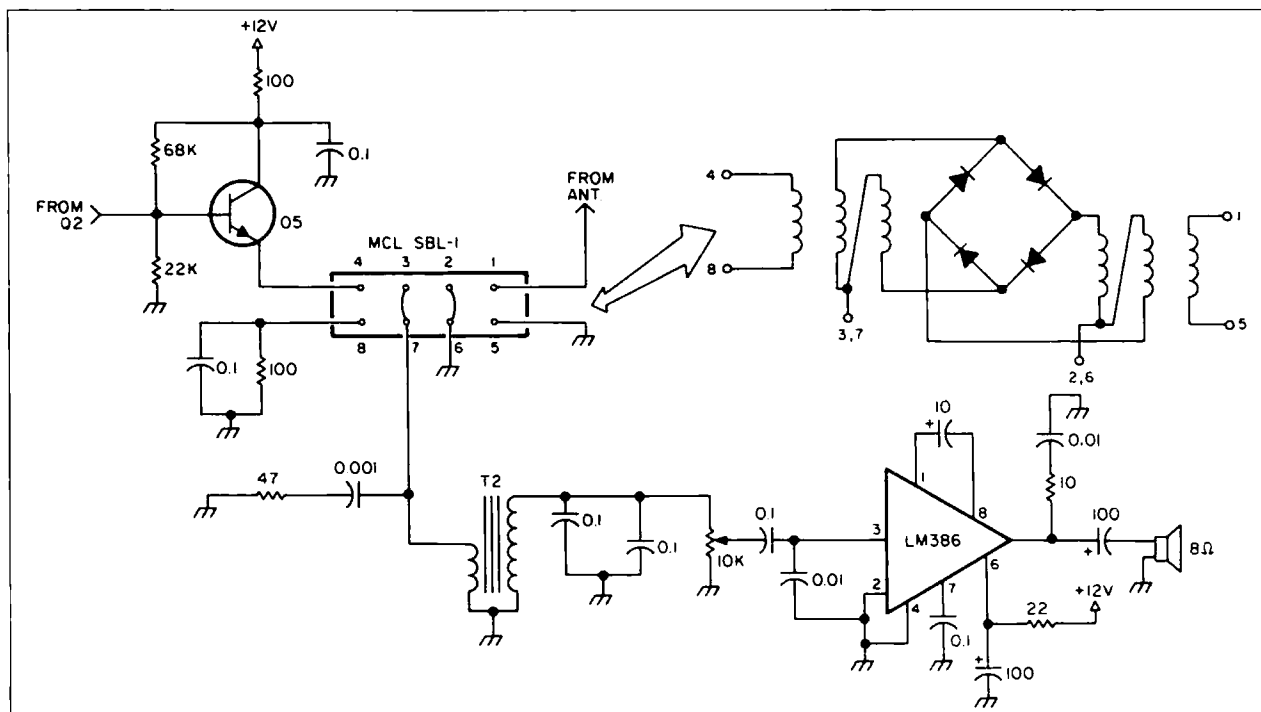 +12V
100
68K
0.1
FROM
Q2
Q5
22K
FROM
ANT.
MCL SBL-1
4 3 2 1
8 7 6 5
0.1
100
4
8
3,7
2,6
1
5
47
0.001
T2
0.1
0.1
10K
0.1
0.01
10
+
1
8
3
LM386
2
4
7
6
0.1
0.01
10
100
+
8Ω
+12V
22
+
100